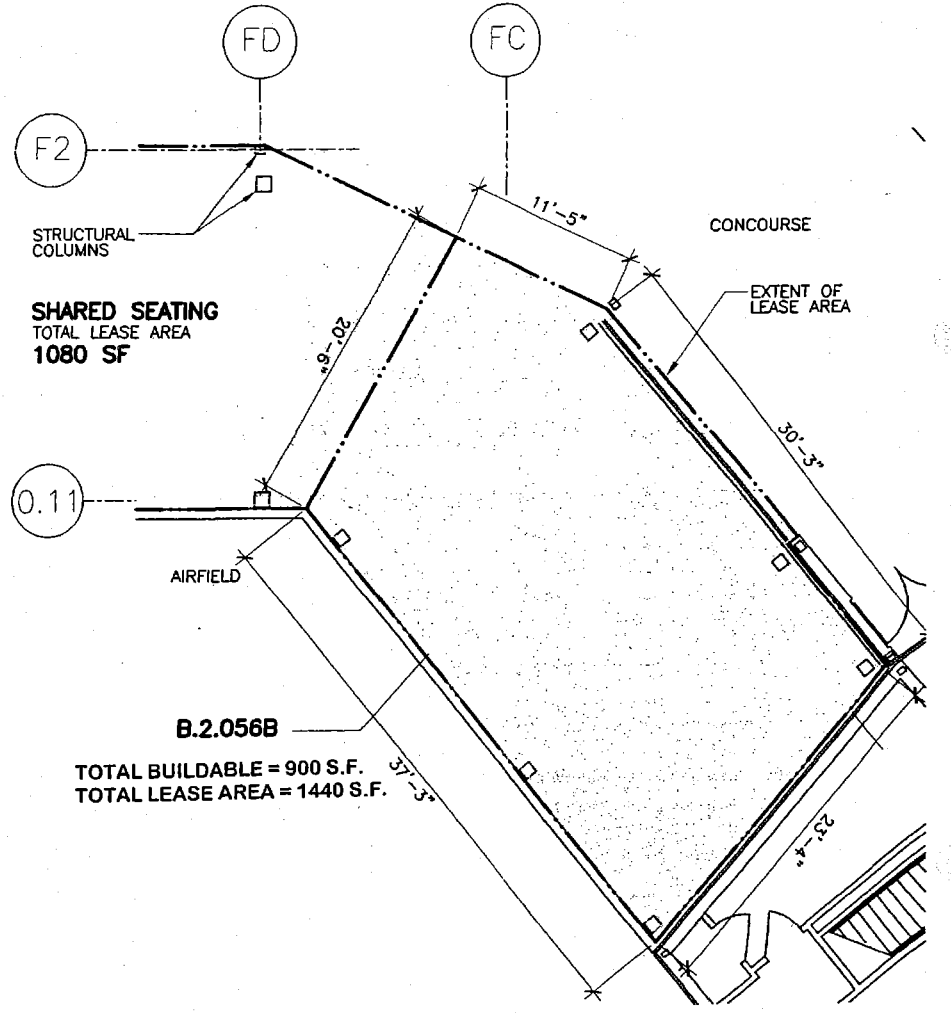 FD
FC
F2
11'-5"
CONCOURSE
STRUCTURAL
COLUMNS
EXTENT OF
LEASE AREA
SHARED SEATING
TOTAL LEASE AREA
1080 SF
20'-6"
30'-3"
0.11
AIRFIELD
B.2.056B
TOTAL BUILDABLE = 900 S.F.
TOTAL LEASE AREA = 1440 S.F.
37'-3"
23'-4"